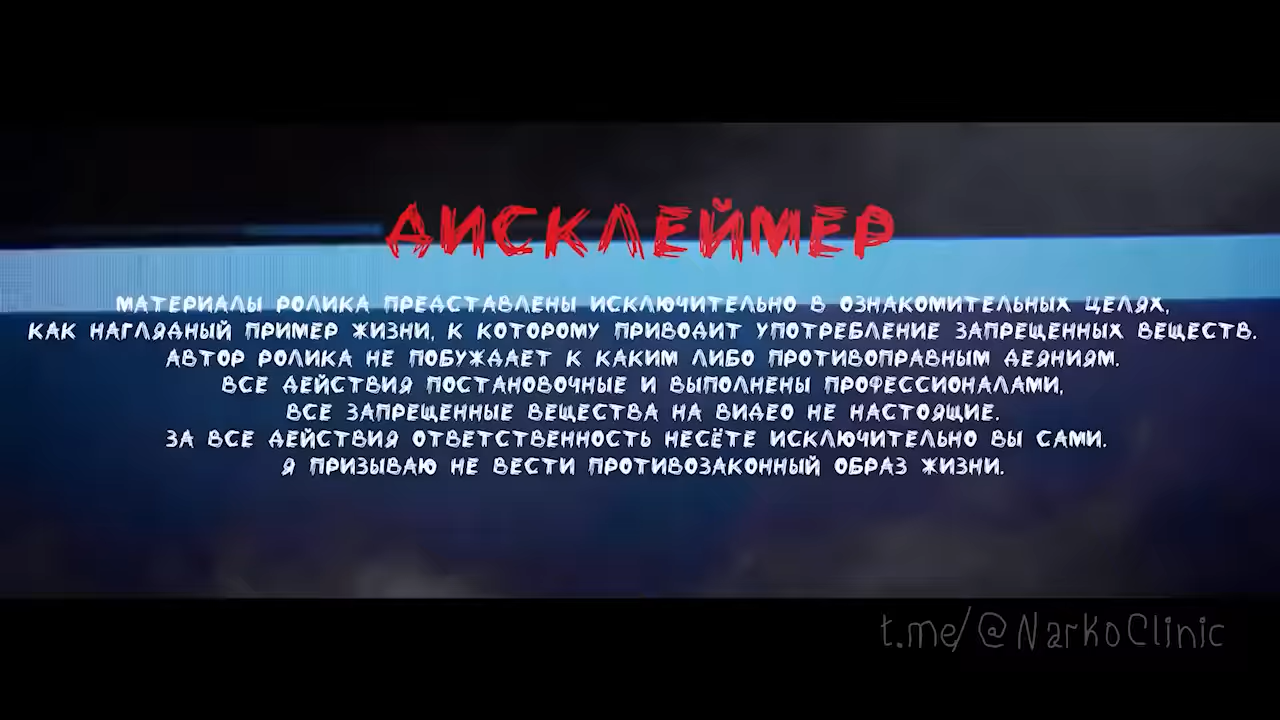 ДИСКЛЕЙМЕР
МАТЕРИАЛЫ РОЛИКА ПРЕДСТАВЛЕНЫ ИСКЛЮЧИТЕЛЬНО В ОЗНАКОМИТЕЛЬНЫХ ЦЕЛЯХ,
КАК НАГЛЯДНЫЙ ПРИМЕР ЖИЗНИ, К КОТОРОМУ ПРИВОДИТ УПОТРЕБЛЕНИЕ ЗАПРЕЩЕННЫХ ВЕЩЕСТВ.
АВТОР РОЛИКА НЕ ПОБУЖДАЕТ К КАКИМ ЛИБО ПРОТИВОПРАВНЫМ ДЕЯНИЯМ.
ВСЕ ДЕЙСТВИЯ ПОСТАНОВОЧНЫЕ И ВЫПОЛНЕНЫ ПРОФЕССИОНАЛАМИ,
ВСЕ ЗАПРЕЩЕННЫЕ ВЕЩЕСТВА НА ВИДЕО НЕ НАСТОЯЩИЕ.
ЗА ВСЕ ДЕЙСТВИЯ ОТВЕТСТВЕННОСТЬ НЕСЁТЕ ИСКЛЮЧИТЕЛЬНО ВЫ САМИ.
Я ПРИЗЫВАЮ НЕ ВЕСТИ ПРОТИВОЗАКОННЫЙ ОБРАЗ ЖИЗНИ.
t.me/@NarkoClinic